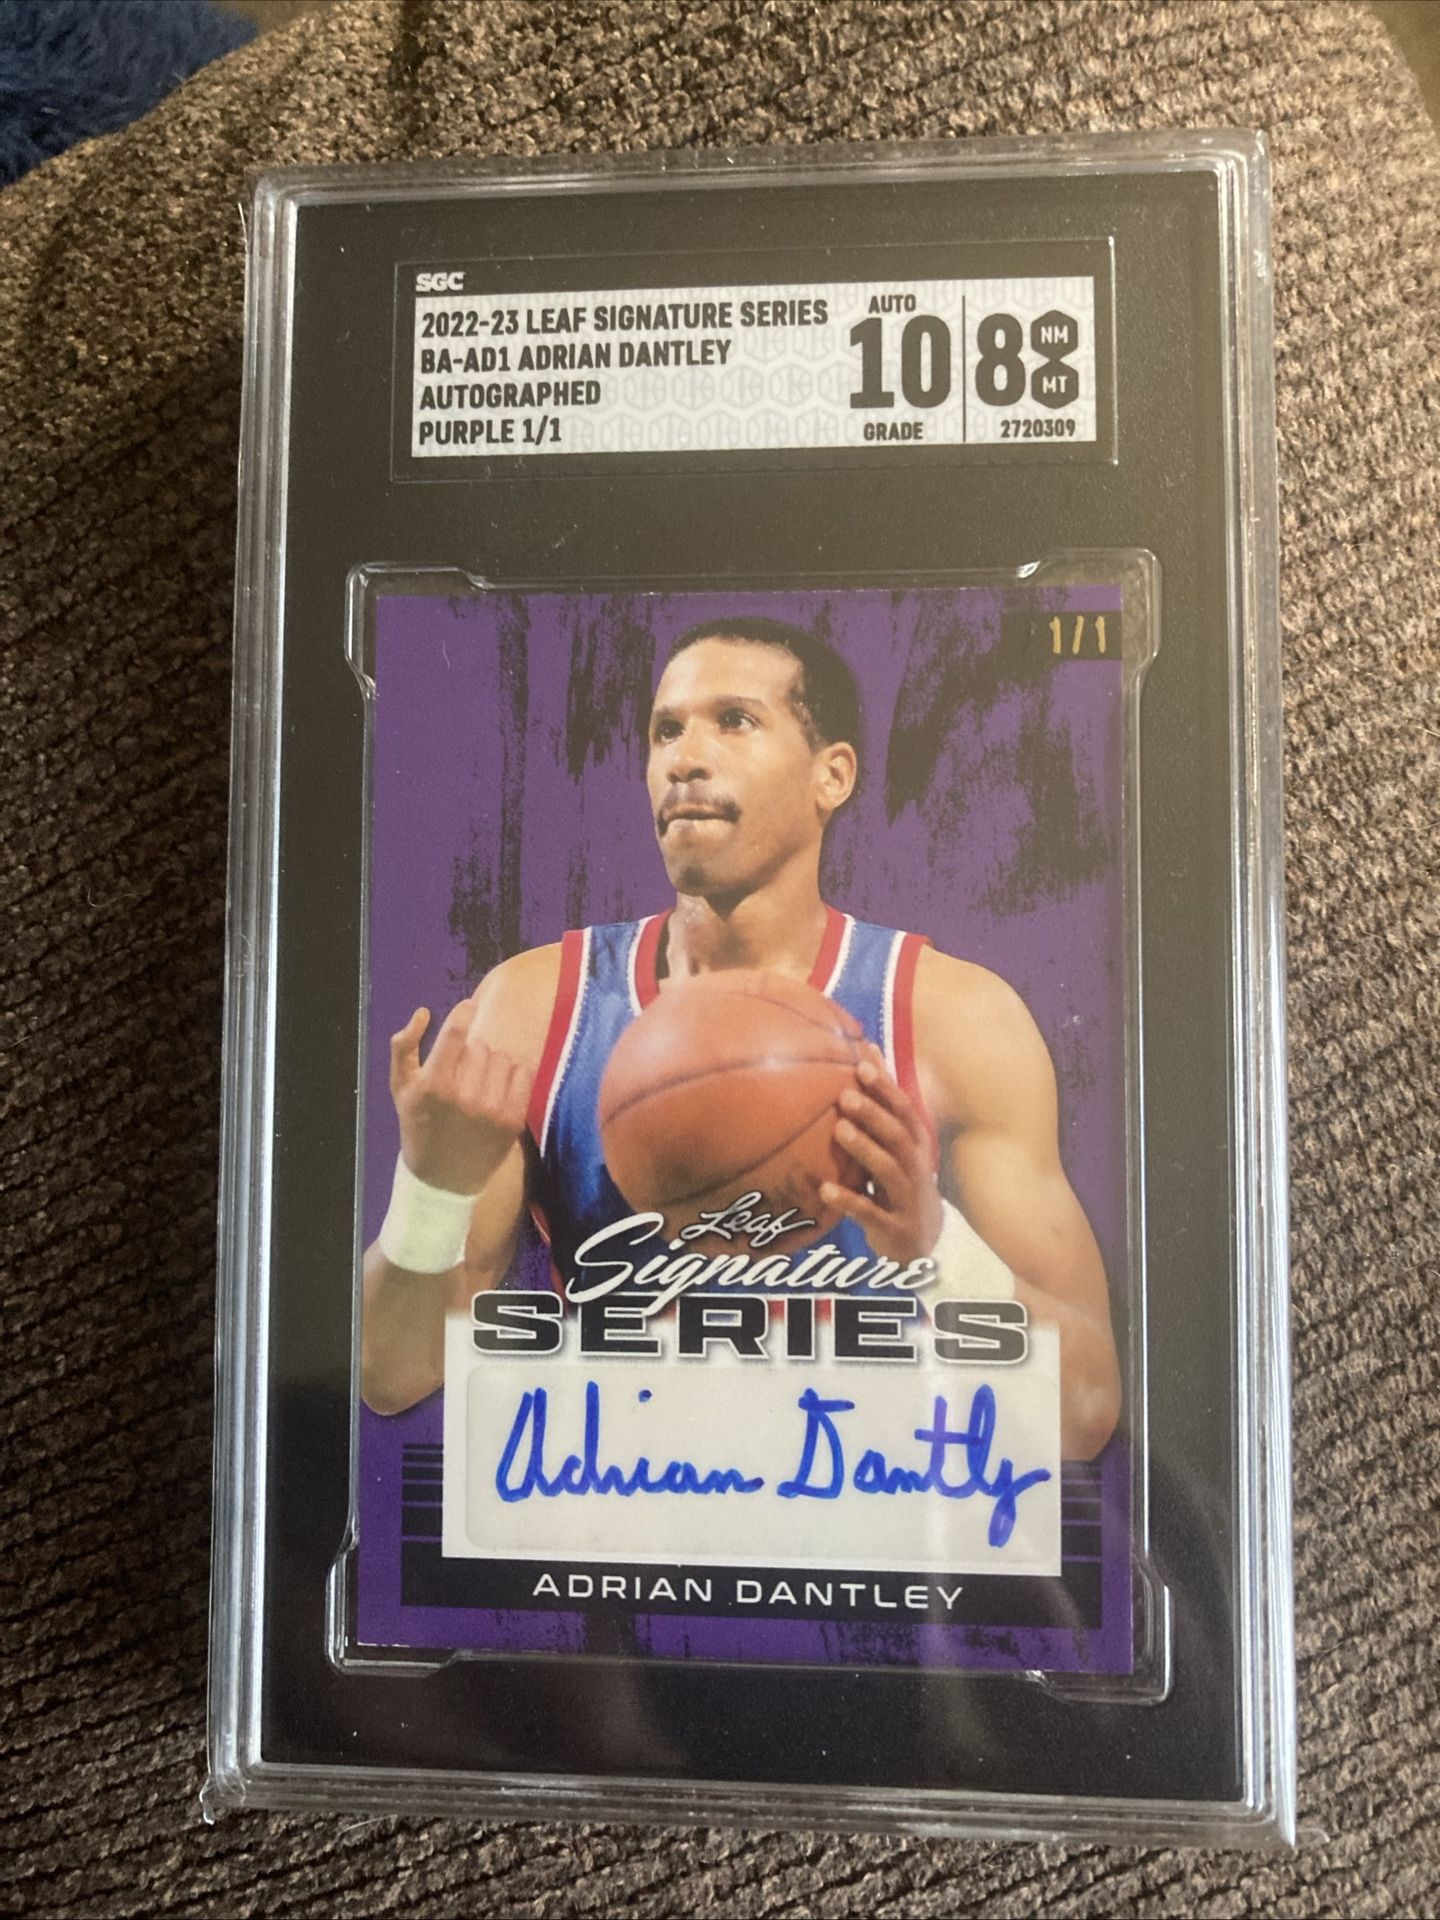 SGC
2022-23 LEAF SIGNATURE SERIES
BA-AD1 ADRIAN DANTLEY
AUTOGRAPHED
PURPLE 1/1
AUTO
10
GRADE
8
NM
MT
2720309
1/1
Leaf
Signature
SERIES
Adrian Dantley
ADRIAN DANTLEY